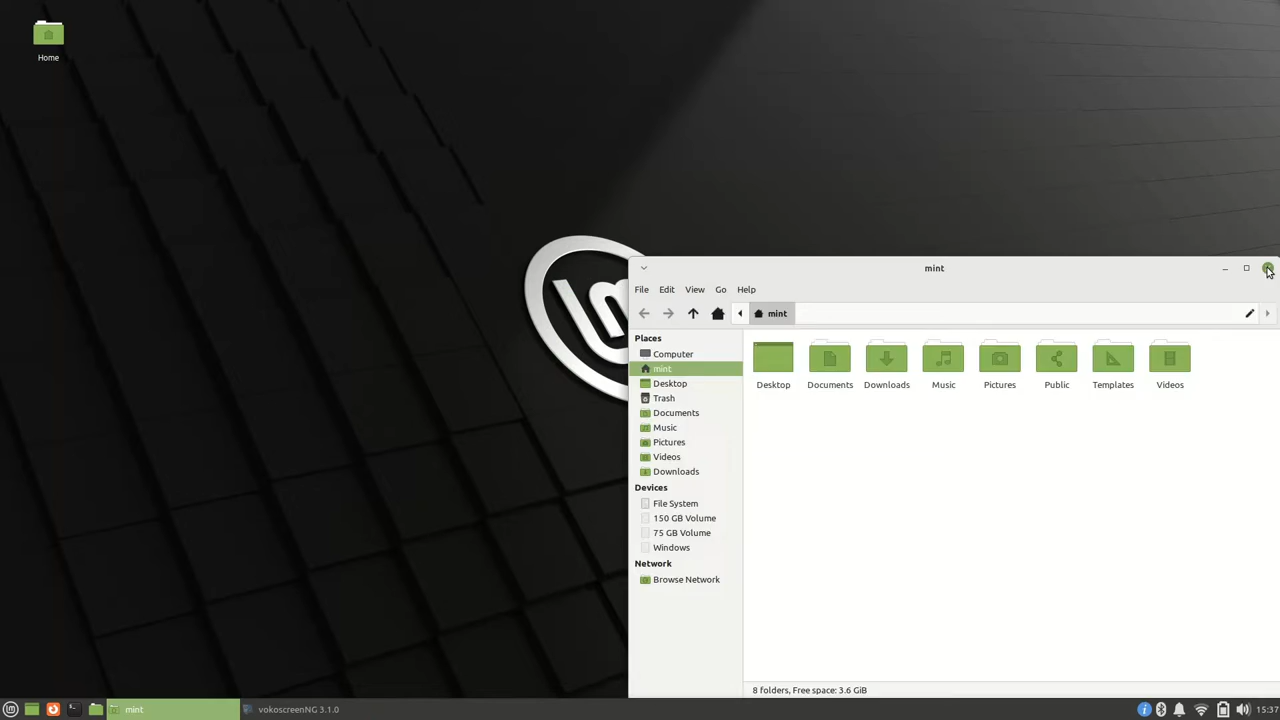 Home
mint
File Edit View Go Help
mint
Places
Computer
mint
Desktop
Trash
Documents
Music
Pictures
Videos
Downloads
Devices
File System
150 GB Volume
75 GB Volume
Windows
Network
Browse Network
Desktop Documents Downloads Music Pictures Public Templates Videos
8 folders, Free space: 3.6 GiB
mint
vokoscreenNG 3.1.0
15:37